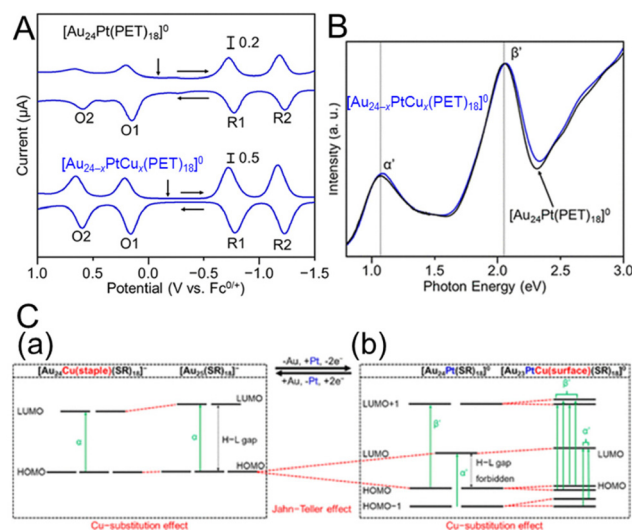 A
[Au24Pt(PET)18]0
0.2
O2 O1 R1 R2
[Au24–xPtCux(PET)18]0
0.5
O2 O1 R1 R2
Current (µA)
1.0 0.5 0.0 -0.5 -1.0 -1.5
Potential (V vs. Fc0/+)
B
β'
[Au24–xPtCux(PET)18]0
α'
[Au24Pt(PET)18]0
Intensity (a. u.)
1.0 1.5 2.0 2.5 3.0
Photon Energy (eV)
C
(a)
(b)
[Au24Cu(staple)(SR)18]–
[Au25(SR)18]–
-Au, +Pt, -2e-
+Au, -Pt, +2e-
[Au24Pt(SR)18]0
[Au23PtCu(surface)(SR)18]0
LUMO
LUMO
α
α
H–L gap
HOMO
HOMO
Cu-substitution effect
Jahn-Teller effect
LUMO+1
β'
β'
LUMO
LUMO
α'
α'
H–L gap
forbidden
HOMO
HOMO
HOMO−1
Cu-substitution effect